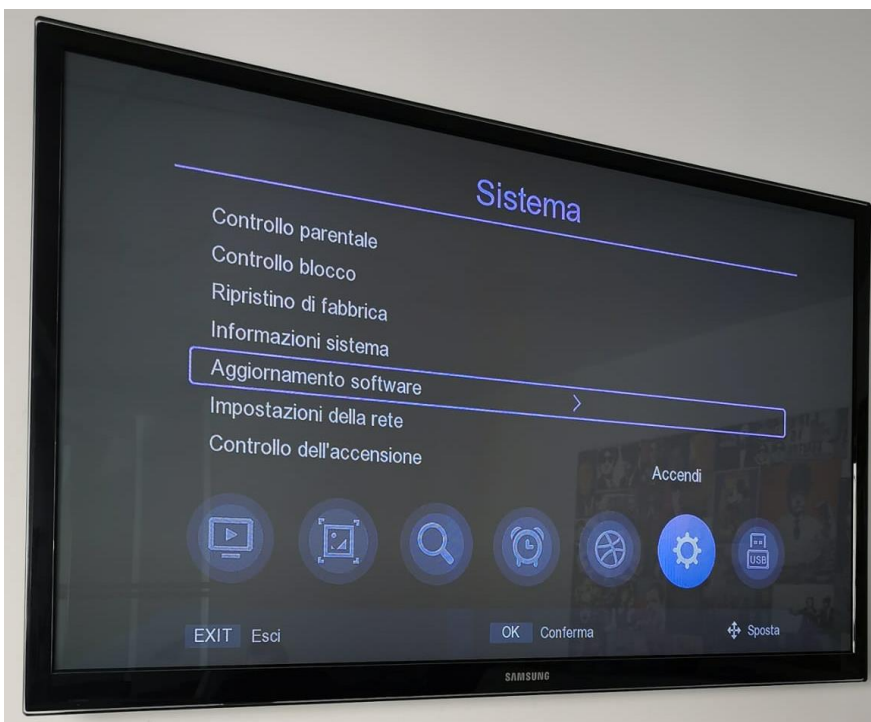 Sistema
Controllo parentale
Controllo blocco
Ripristino di fabbrica
Informazioni sistema
Aggiornamento software
Impostazioni della rete
Controllo dell'accensione
Accendi
USB
EXIT Esci OK Conferma Sposta
SAMSUNG